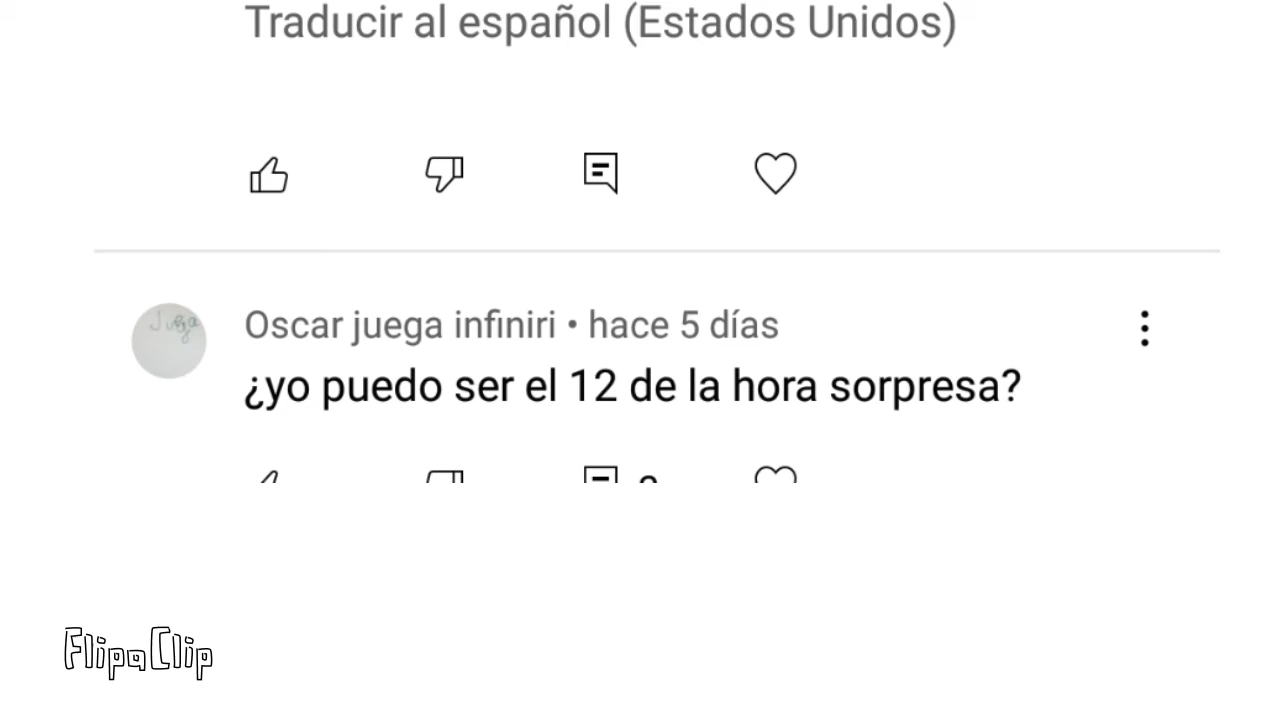 Traducir al español (Estados Unidos)
Juega
Oscar juega infiniri • hace 5 días
¿yo puedo ser el 12 de la hora sorpresa?
FlipaClip